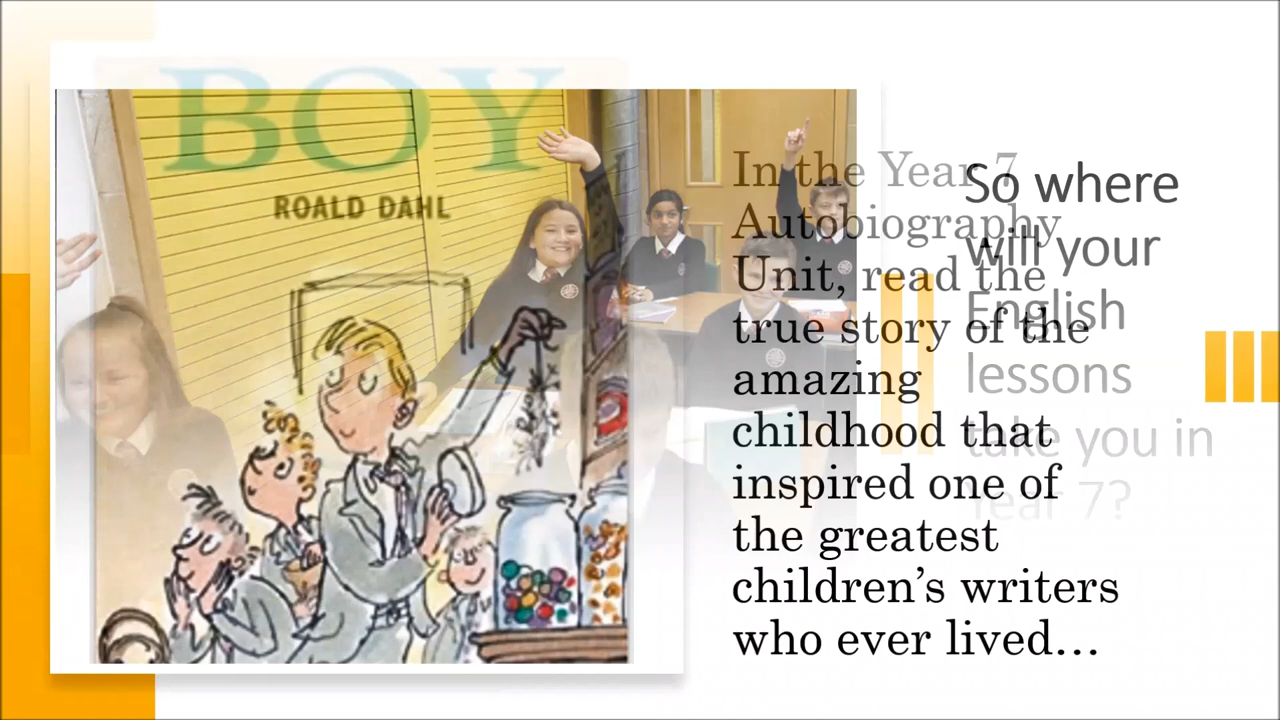 BOY
ROALD DAHL
In the Year 7
Autobiography
Unit, read the
true story of the
amazing
childhood that
inspired one of
the greatest
children’s writers
who ever lived...
So where
will your
English
lessons
take you in
Year 7?